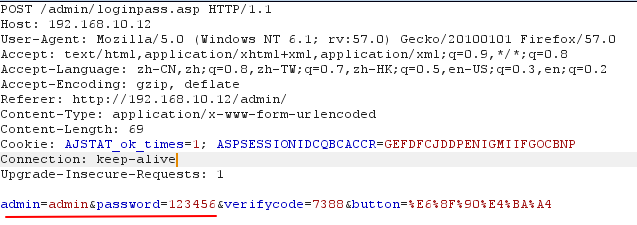 POST /admin/loginpass.asp HTTP/1.1
Host: 192.168.10.12
User-Agent: Mozilla/5.0 (Windows NT 6.1; rv:57.0) Gecko/20100101 Firefox/57.0
Accept: text/html,application/xhtml+xml,application/xml;q=0.9,*/*;q=0.8
Accept-Language: zh-CN,zh;q=0.8,zh-TW;q=0.7,zh-HK;q=0.5,en-US;q=0.3,en;q=0.2
Accept-Encoding: gzip, deflate
Referer: http://192.168.10.12/admin/
Content-Type: application/x-www-form-urlencoded
Content-Length: 69
Cookie: AJSTAT_ok_times=1; ASPSESSIONIDCQBCACCR=GEFDFCJDDPENIGMIIFGOCBNP
Connection: keep-alive
Upgrade-Insecure-Requests: 1
admin=admin&password=123456&verifycode=7388&button=%E6%8F%90%E4%BA%A4